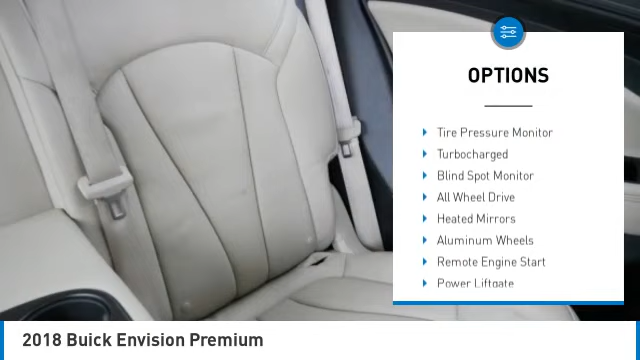 OPTIONS
Tire Pressure Monitor
Turbocharged
Blind Spot Monitor
All Wheel Drive
Heated Mirrors
Aluminum Wheels
Remote Engine Start
Power Liftgate
2018 Buick Envision Premium